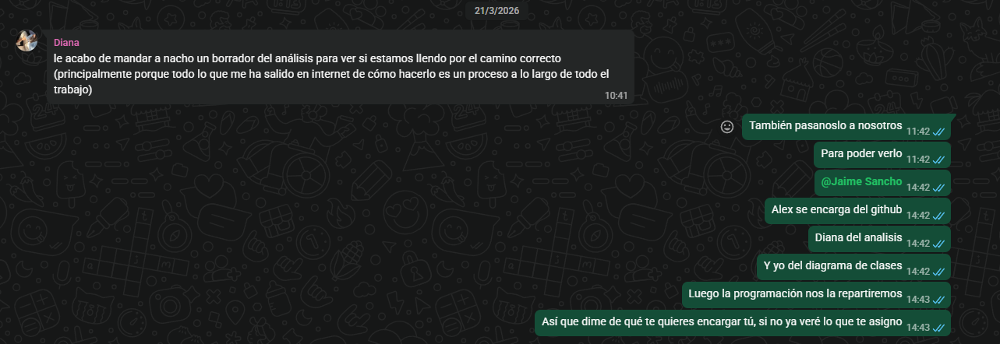 21/3/2026
Diana
le acabo de mandar a nacho un borrador del análisis para ver si estamos llendo por el camino correcto
(principalmente porque todo lo que me ha salido en internet de cómo hacerlo es un proceso a lo largo de todo el
trabajo)
10:41
También pasanoslo a nosotros 11:42
Para poder verlo 11:42
@Jaime Sancho 14:42
Alex se encarga del github 14:42
Diana del analisis 14:42
Y yo del diagrama de clases 14:42
Luego la programación nos la repartiremos 14:43
Así que dime de qué te quieres encargar tú, si no ya veré lo que te asigno 14:43